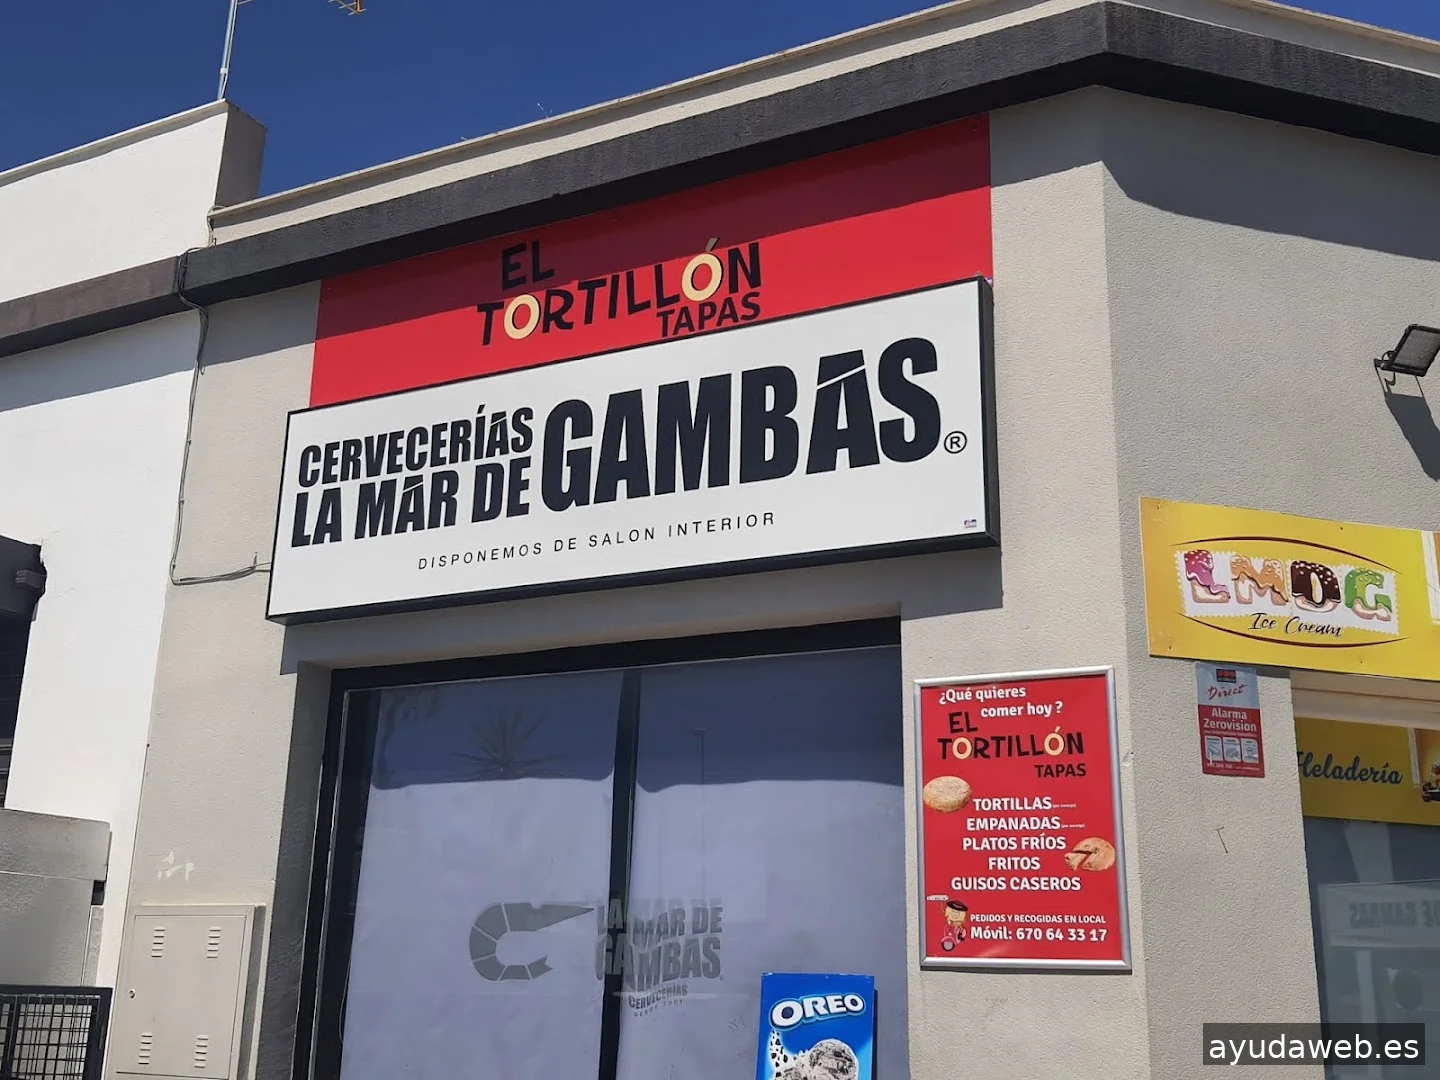 EL
TORTILLÓN
TAPAS
CERVECERÍAS
LA MAR DE GAMBAS®
DISPONEMOS DE SALON INTERIOR
LMDG
Ice Cream
Direct
Alarma
Zerovision
Heladería
¿Qué quieres
comer hoy ?
EL
TORTILLÓN
TAPAS
TORTILLAS
EMPANADAS
PLATOS FRÍOS
FRITOS
GUISOS CASEROS
PEDIDOS Y RECOGIDAS EN LOCAL
Móvil: 670 64 33 17
LA MAR DE
GAMBAS
CERVECERÍAS
OREO
ayudaweb.es